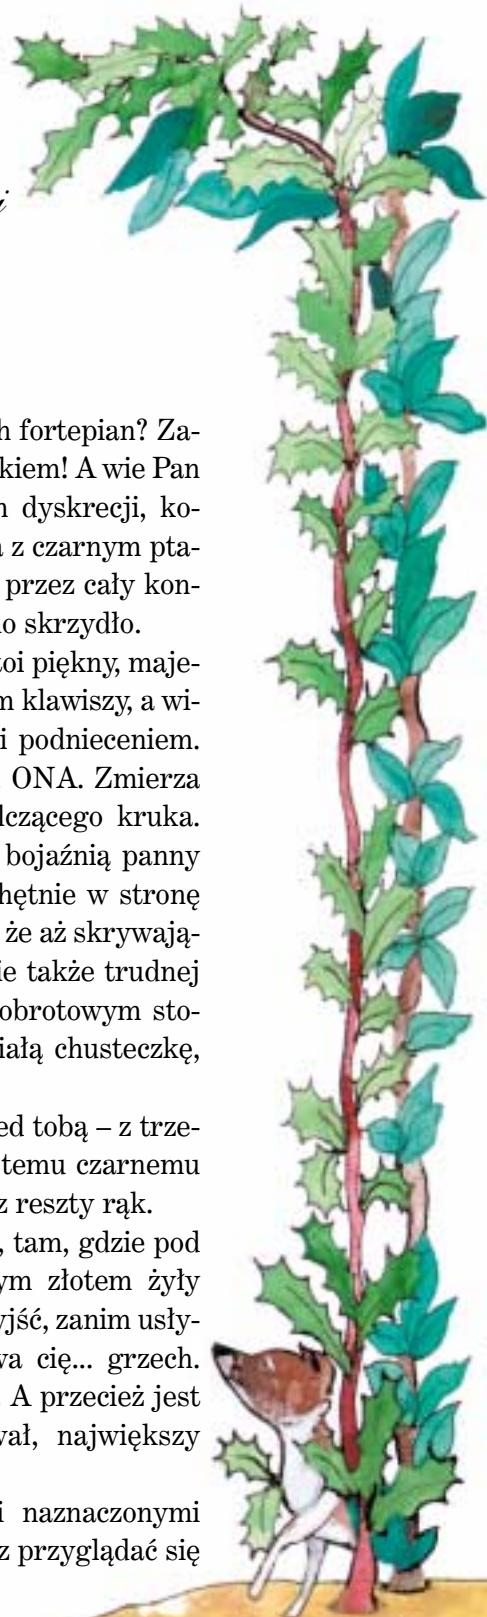 i
h fortepian? Za-
kiem! A wie Pan
n dyskrecji, ko-
a z czarnym pta-
przez cały kon-
o skrzydło.
toi piękny, maje-
m klawiszy, a wi-
i podnieceniem.
ONA. Zmierza
lczącego kruka.
bojaźnią panny
hętnie w stronę
że aż skrywają-
ie także trudnej
obrotowym sto-
iałą chusteczkę,
ed tobą – z trze-
temu czarnemu
z reszty rąk.
, tam, gdzie pod
ym złotem żyły
yjść, zanim usły-
wa cię... grzech.
A przecież jest
wał, największy
i naznaczonymi
z przyglądać się